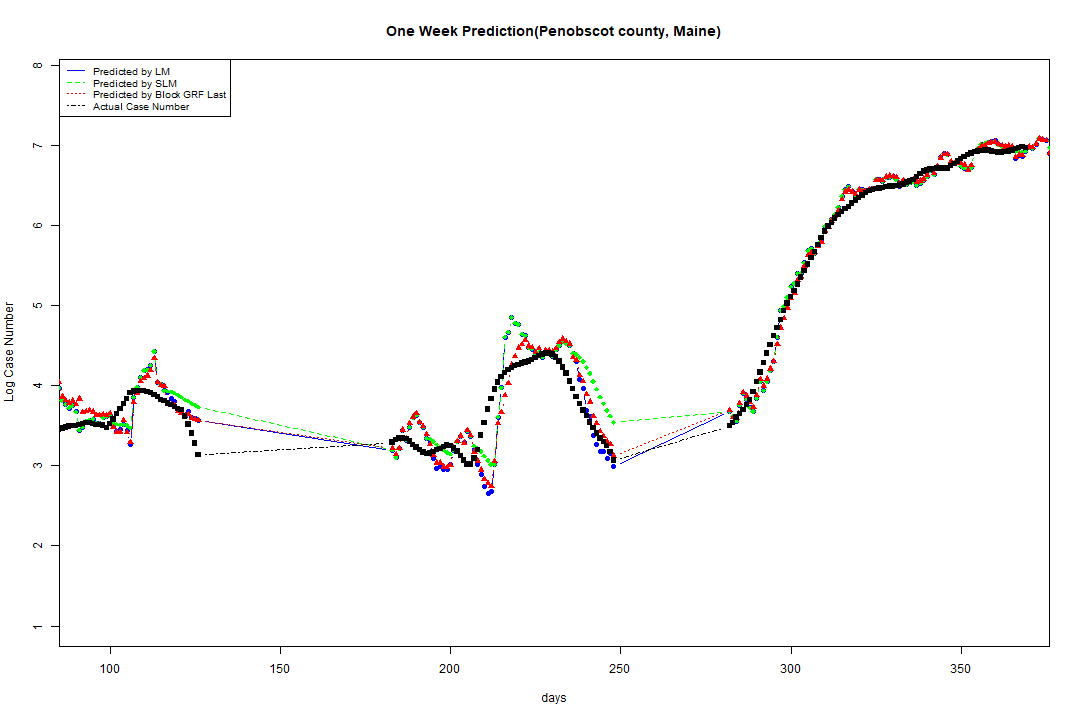 One Week Prediction(Penobscot county, Maine)
Predicted by LM
Predicted by SLM
Predicted by Block GRF Last
Actual Case Number
8
7
6
5
4
3
2
1
Log Case Number
100 150 200 250 300 350
days